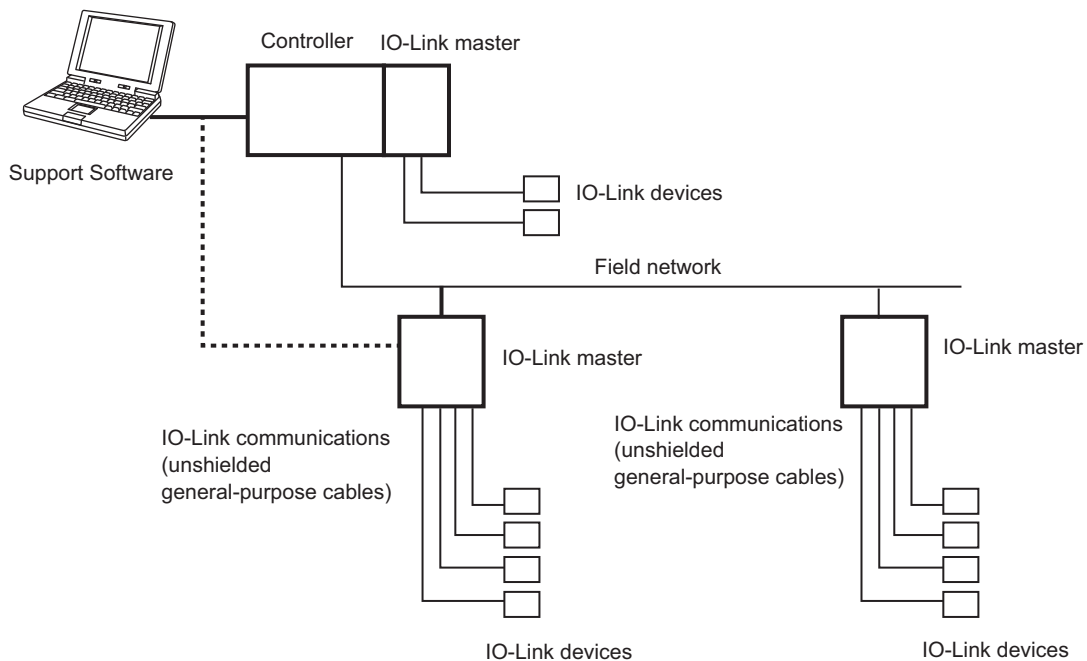 Controller
IO-Link master
Support Software
IO-Link devices
Field network
IO-Link master
IO-Link master
IO-Link communications
(unshielded
general-purpose cables)
IO-Link communications
(unshielded
general-purpose cables)
IO-Link devices
IO-Link devices